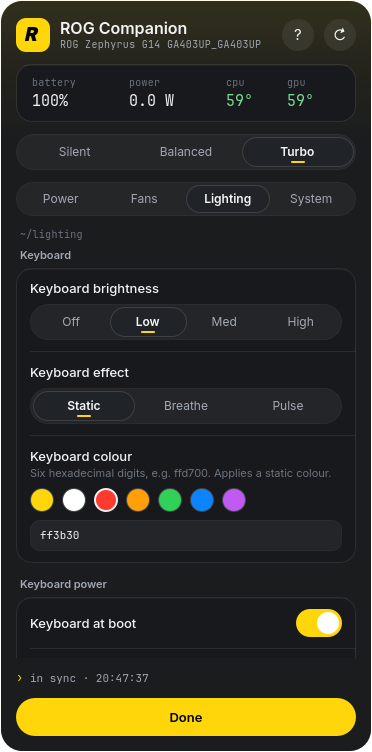 R
ROG Companion
ROG Zephyrus G14 GA403UP_GA403UP
?
battery power cpu gpu
100% 0.0 W 59° 59°
Silent Balanced Turbo
Power Fans Lighting System
~/lighting
Keyboard
Keyboard brightness
Off Low Med High
Keyboard effect
Static Breathe Pulse
Keyboard colour
Six hexadecimal digits, e.g. ffd700. Applies a static colour.
ff3b30
Keyboard power
Keyboard at boot
› in sync · 20:47:37
Done